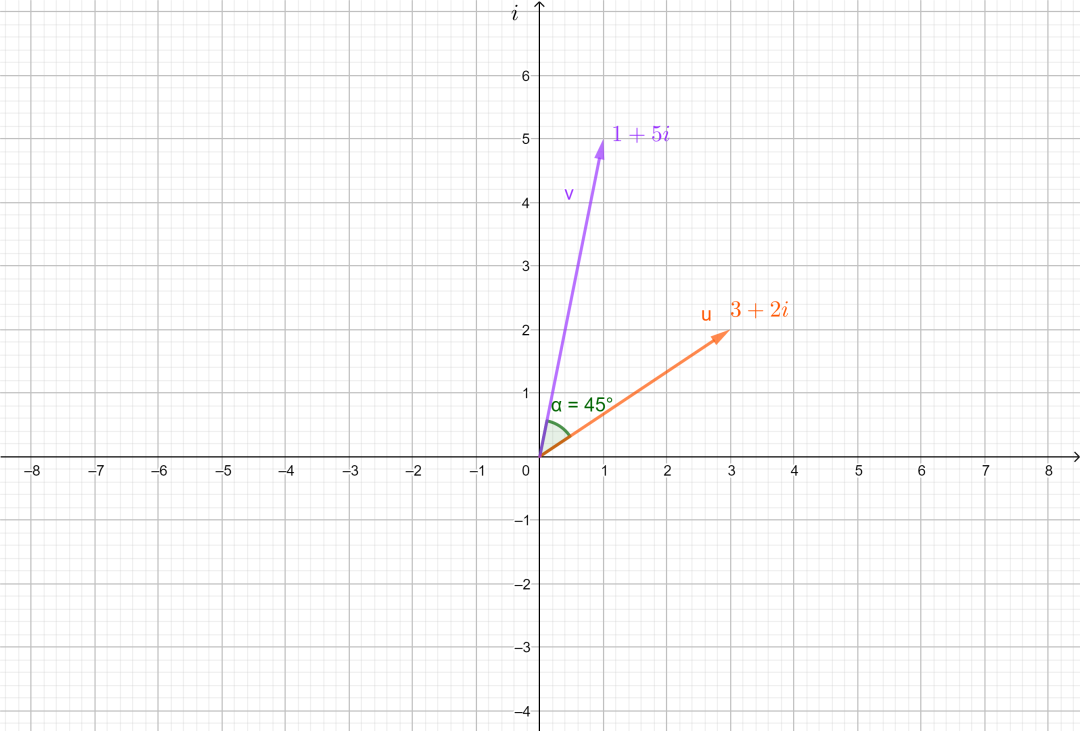 i
6
5
1 + 5i
v
4
3
u
3 + 2i
2
1
α = 45°
–8 –7 –6 –5 –4 –3 –2 –1 0 1 2 3 4 5 6 7 8
–1
–2
–3
–4